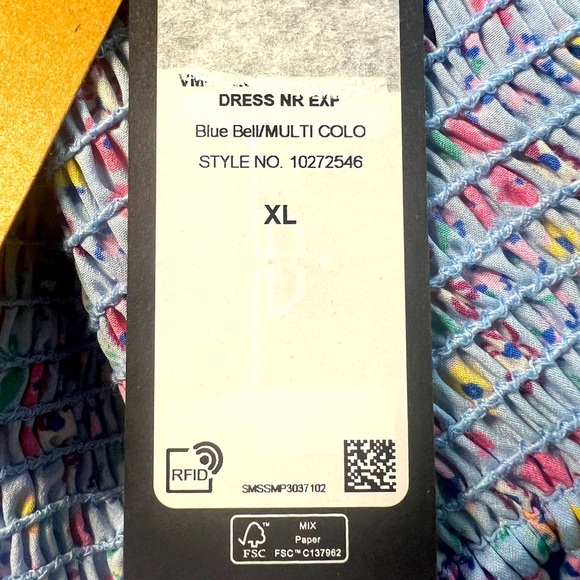 DRESS NR EXP
Blue Bell/MULTI COLO
STYLE NO. 10272546
XL
RFID
SMSSMP3037102
FSC
MIX
Paper
FSC™ C137962